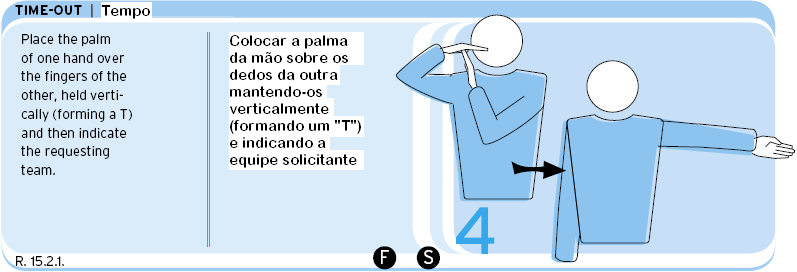 TIME-OUT | Tempo
Place the palm
of one hand over
the fingers of the
other, held verti-
cally (forming a T)
and then indicate
the requesting
team.
Colocar a palma
da mão sobre os
dedos da outra
mantendo-os
verticalmente
(formando um "T")
e indicando a
equipe solicitante
4
R. 15.2.1.
F S